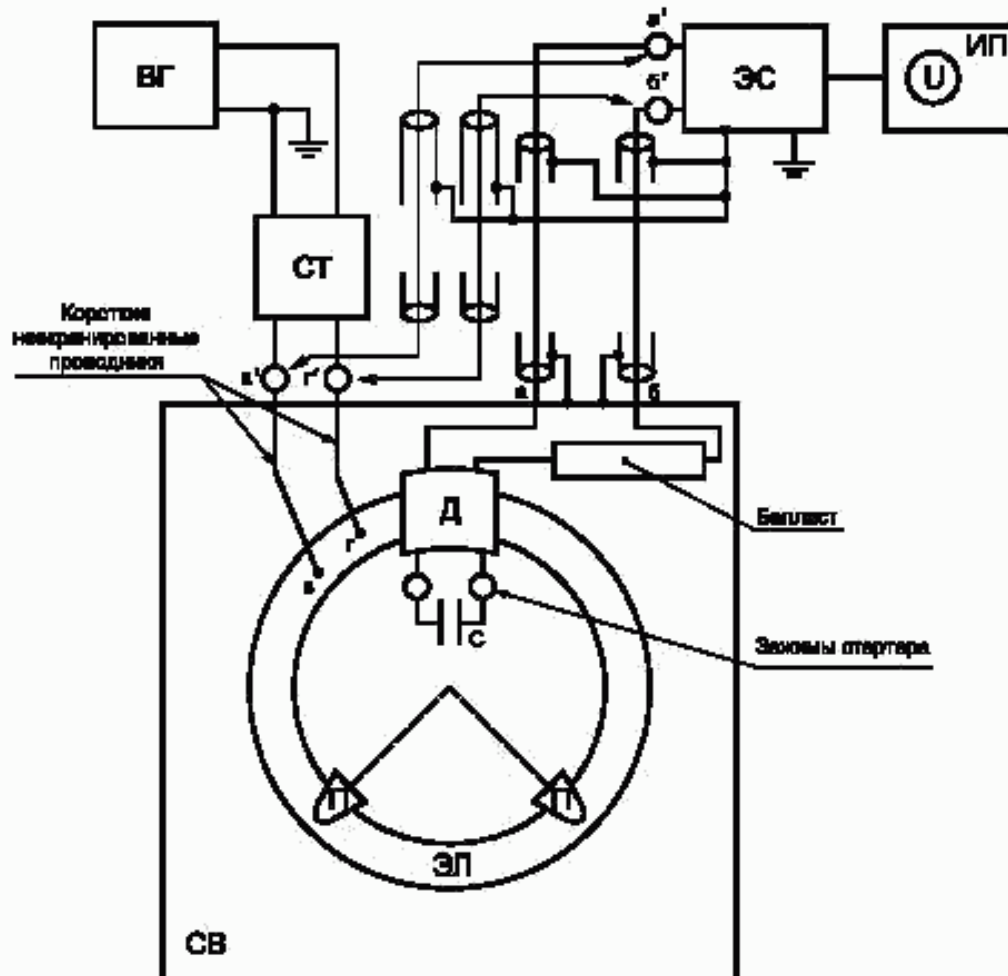 а'
ВГ
ЭС
ИП
U
б'
СТ
Короткие
неэкранированные
проводники
г'
а
б
Д
Балласт
г
С
Зажимы стартера
П
П
ЭЛ
СВ